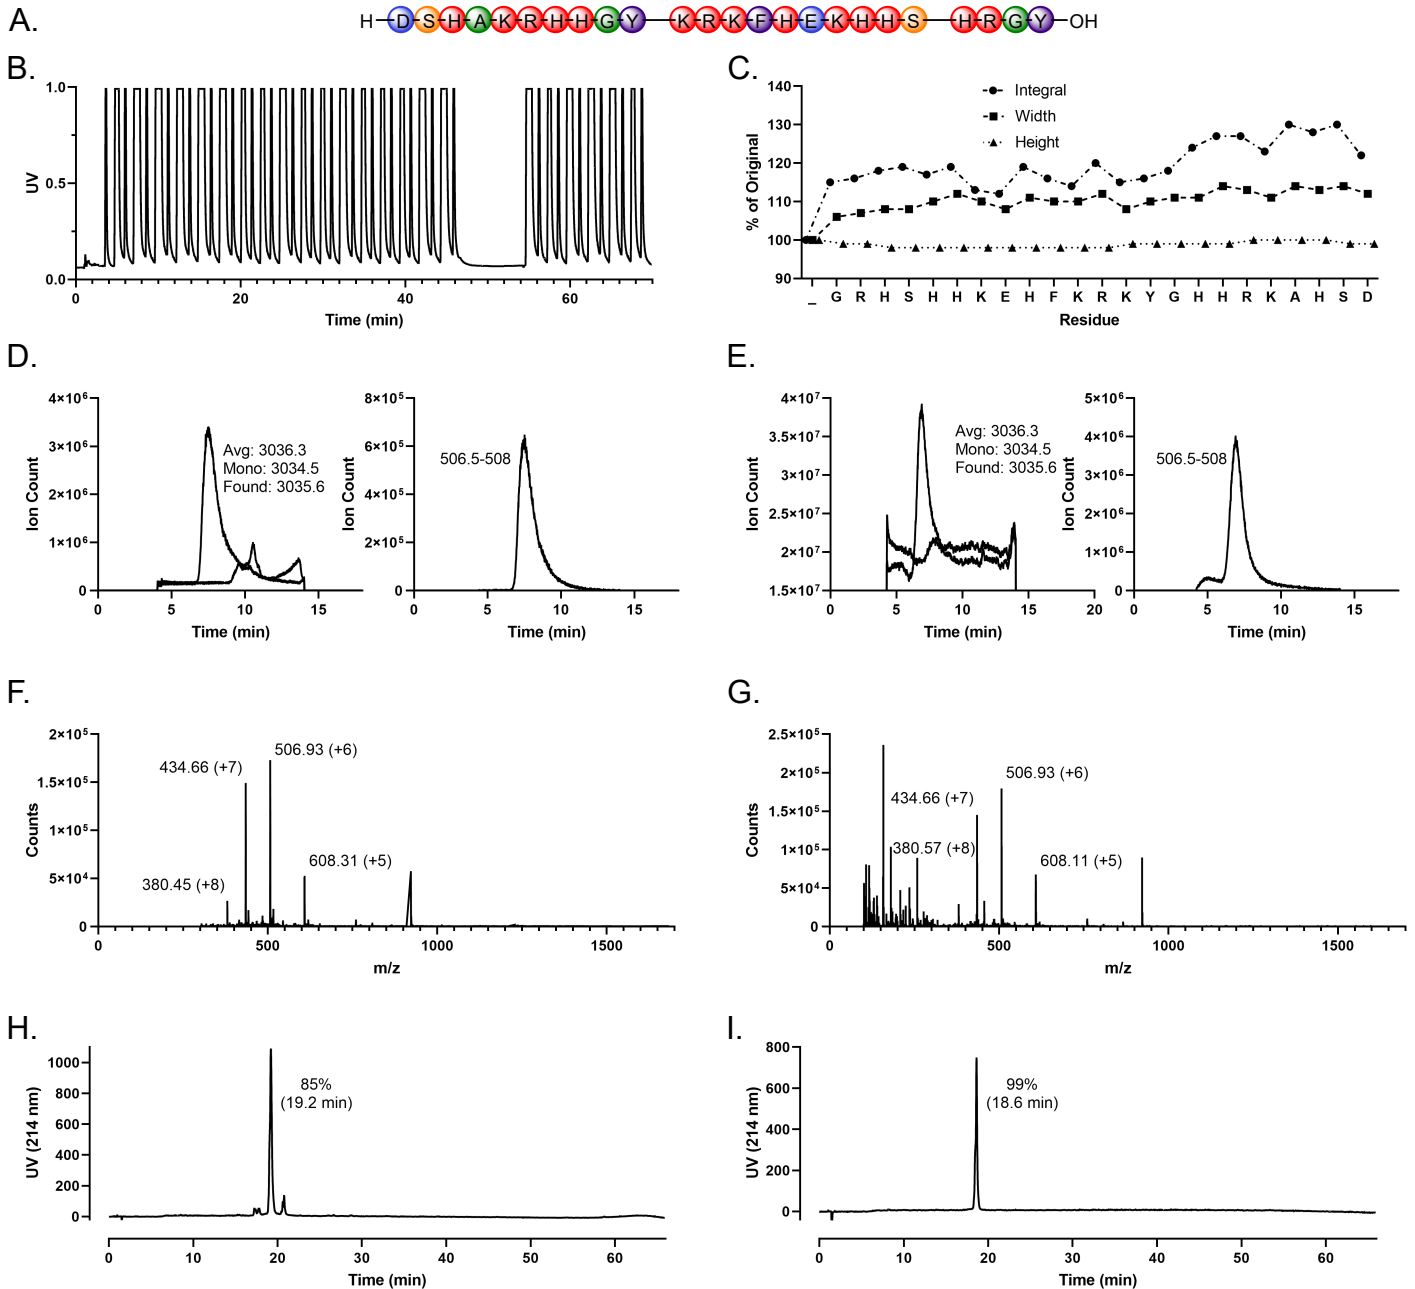 A.
H D S H A K R H H G Y K R K F H E K H H S H R G Y OH
B.
1.0
0.5
0.0
UV
0 20 40 60
Time (min)
C.
140
130
120
110
100
90
% of Original
Integral
Width
Height
_ G R H S H H K E H F K R K Y G H H R K A H S D
Residue
D.
4×10⁶
3×10⁶
2×10⁶
1×10⁶
0
Ion Count
Avg: 3036.3
Mono: 3034.5
Found: 3035.6
0 5 10 15
Time (min)
8×10⁵
6×10⁵
4×10⁵
2×10⁵
0
Ion Count
506.5-508
0 5 10 15
Time (min)
E.
4×10⁷
3.5×10⁷
3×10⁷
2.5×10⁷
2×10⁷
1.5×10⁷
Ion Count
Avg: 3036.3
Mono: 3034.5
Found: 3035.6
0 5 10 15 20
Time (min)
5×10⁶
4×10⁶
3×10⁶
2×10⁶
1×10⁶
0
Ion Count
506.5-508
0 5 10 15
Time (min)
F.
2×10⁵
1.5×10⁵
1×10⁵
5×10⁴
0
Counts
506.93 (+6)
434.66 (+7)
608.31 (+5)
380.45 (+8)
0 500 1000 1500
m/z
G.
2.5×10⁵
2×10⁵
1.5×10⁵
1×10⁵
5×10⁴
0
Counts
506.93 (+6)
434.66 (+7)
380.57 (+8)
608.11 (+5)
0 500 1000 1500
m/z
H.
1000
800
600
400
200
0
UV (214 nm)
85%
(19.2 min)
0 10 20 30 40 50 60
Time (min)
I.
800
600
400
200
0
UV (214 nm)
99%
(18.6 min)
0 10 20 30 40 50 60
Time (min)